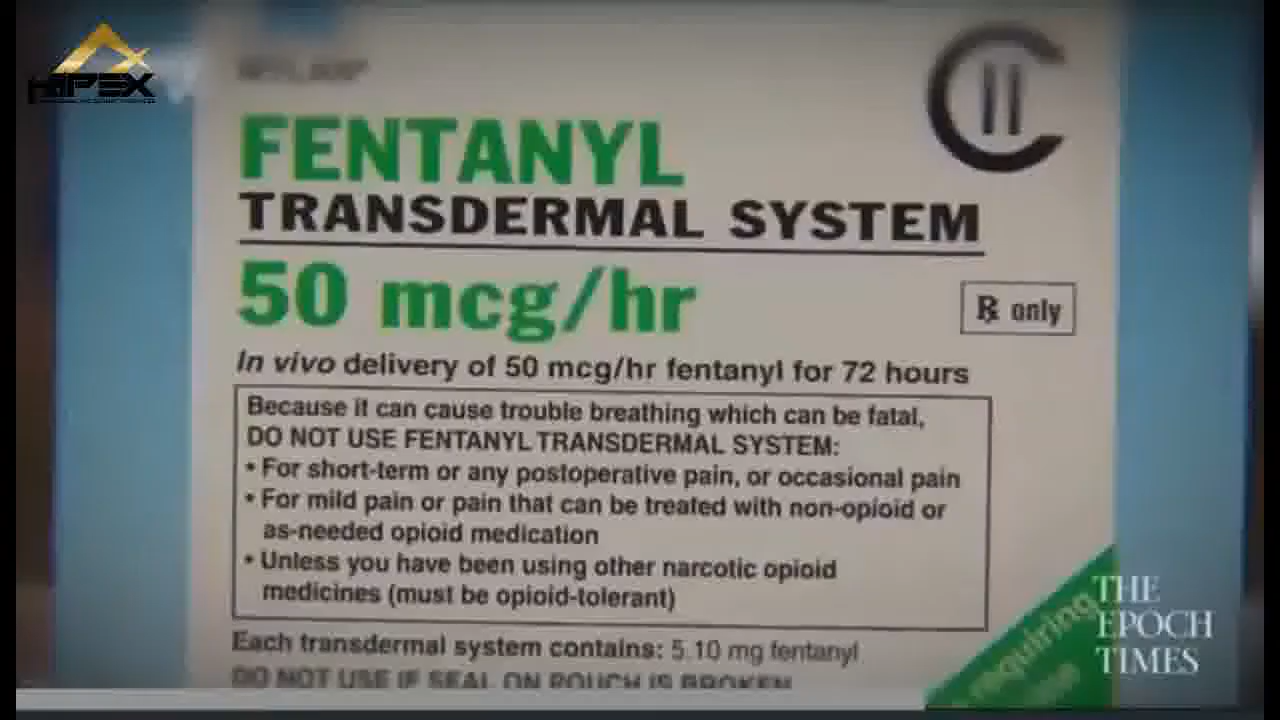 HIPEX
MYLAN®
CII
FENTANYL
TRANSDERMAL SYSTEM
50 mcg/hr
℞ only
In vivo delivery of 50 mcg/hr fentanyl for 72 hours
Because it can cause trouble breathing which can be fatal,
DO NOT USE FENTANYL TRANSDERMAL SYSTEM:
• For short-term or any postoperative pain, or occasional pain
• For mild pain or pain that can be treated with non-opioid or
as-needed opioid medication
• Unless you have been using other narcotic opioid
medicines (must be opioid-tolerant)
Each transdermal system contains: 5.10 mg fentanyl
DO NOT USE IF SEAL ON POUCH IS BROKEN
requiring
THE
EPOCH
TIMES